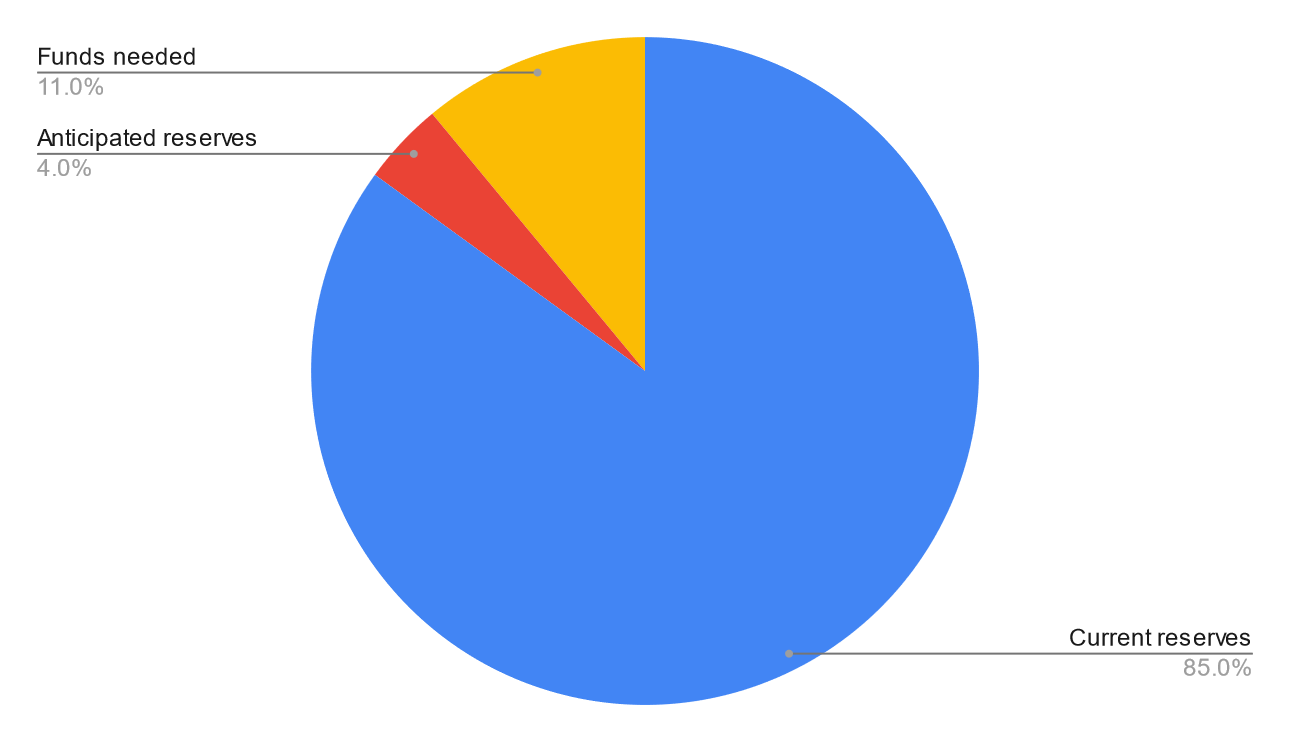 Funds needed
11.0%
Anticipated reserves
4.0%
Current reserves
85.0%